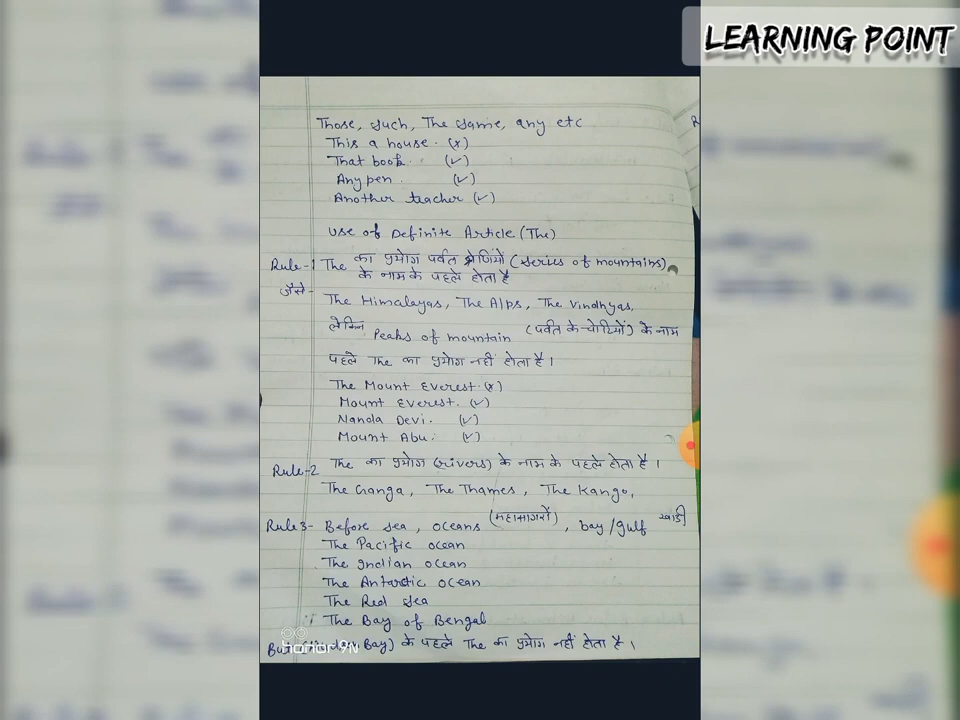 LEARNING POINT
Those, such, The same, any etc
This a house. (x)
That book. (✓)
Any pen. (✓)
Another teacher (✓)
Use of Definite Article (The)
Rule-1 The का प्रयोग पर्वत श्रेणियों (series of mountains)
के नाम के पहले होता है
जैसे-
The Himalayas, The Alps, The Vindhyas,
लेकिन Peaks of mountain (पर्वत के चोटियों) के नाम
पहले The का प्रयोग नहीं होता है।
The Mount Everest. (x)
Mount Everest. (✓)
Nanda Devi. (✓)
Mount Abu. (✓)
Rule-2 The का प्रयोग (rivers) के नाम के पहले होता है।
The Ganga, The Thames, The Kango,
Rule 3- Before sea, oceans (महासागरों), bay/gulf खाड़ी
The Pacific ocean
The Indian ocean
The Antarctic ocean
The Red sea
The Bay of Bengal
But Bay) के पहले The का प्रयोग नहीं होता है।
honor 9N